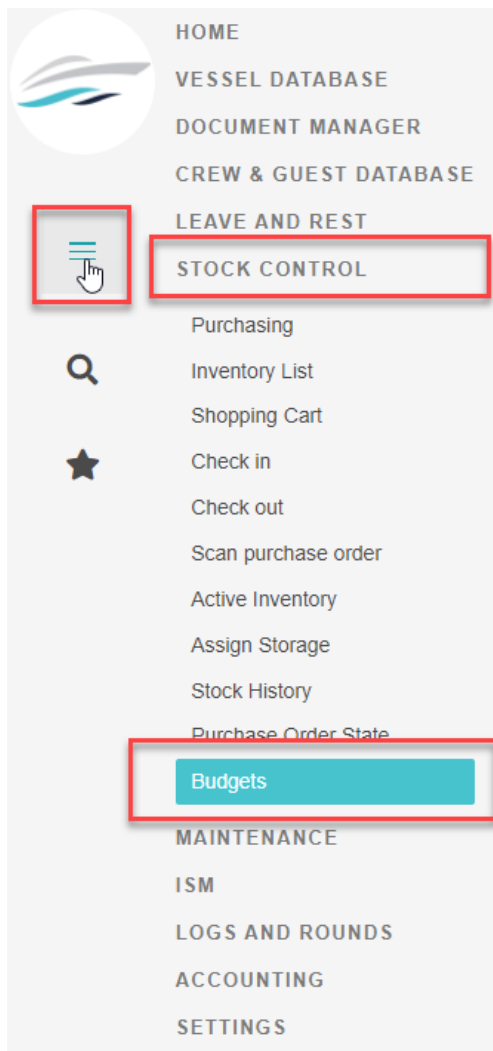 HOME
VESSEL DATABASE
DOCUMENT MANAGER
CREW & GUEST DATABASE
LEAVE AND REST
STOCK CONTROL
Purchasing
Inventory List
Shopping Cart
Check in
Check out
Scan purchase order
Active Inventory
Assign Storage
Stock History
Purchase Order State
Budgets
MAINTENANCE
ISM
LOGS AND ROUNDS
ACCOUNTING
SETTINGS